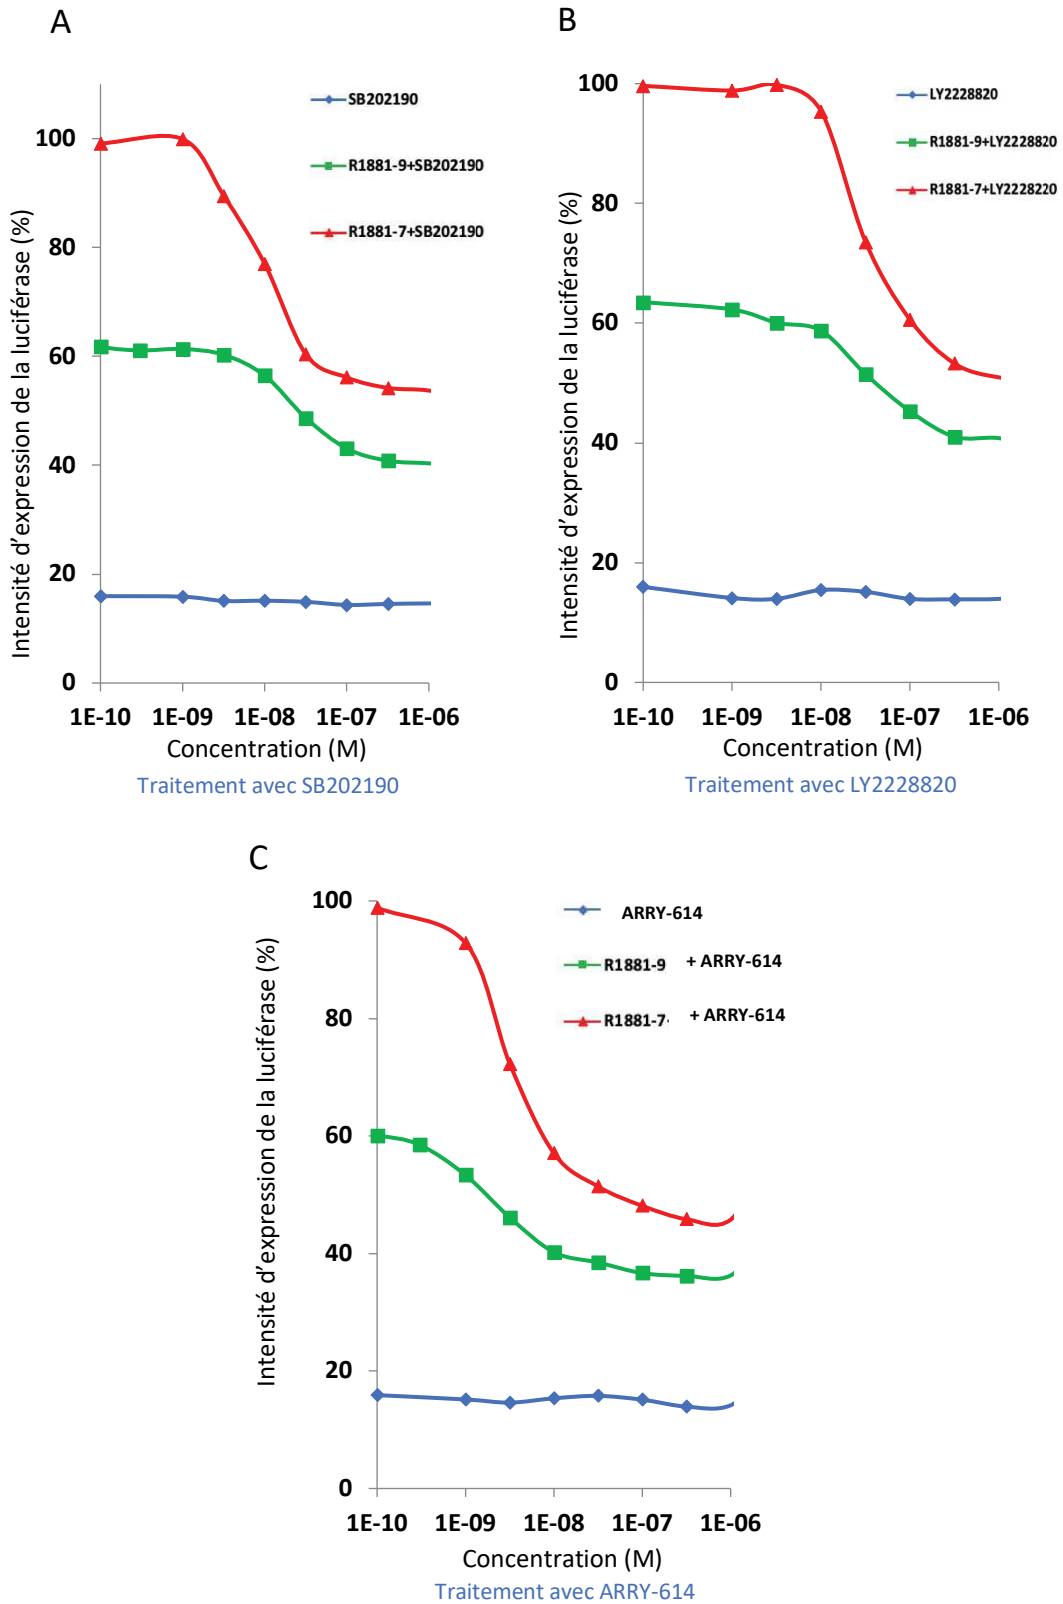 A
SB202190
R1881-9+SB202190
R1881-7+SB202190
Intensité d'expression de la luciférase (%)
100
80
60
40
20
0
1E-10 1E-09 1E-08 1E-07 1E-06
Concentration (M)
Traitement avec SB202190
B
LY2228820
R1881-9+LY2228820
R1881-7+LY2228220
Intensité d'expression de la luciférase (%)
100
80
60
40
20
0
1E-10 1E-09 1E-08 1E-07 1E-06
Concentration (M)
Traitement avec LY2228820
C
ARRY-614
R1881-9 + ARRY-614
R1881-7- + ARRY-614
Intensité d'expression de la luciférase (%)
100
80
60
40
20
0
1E-10 1E-09 1E-08 1E-07 1E-06
Concentration (M)
Traitement avec ARRY-614